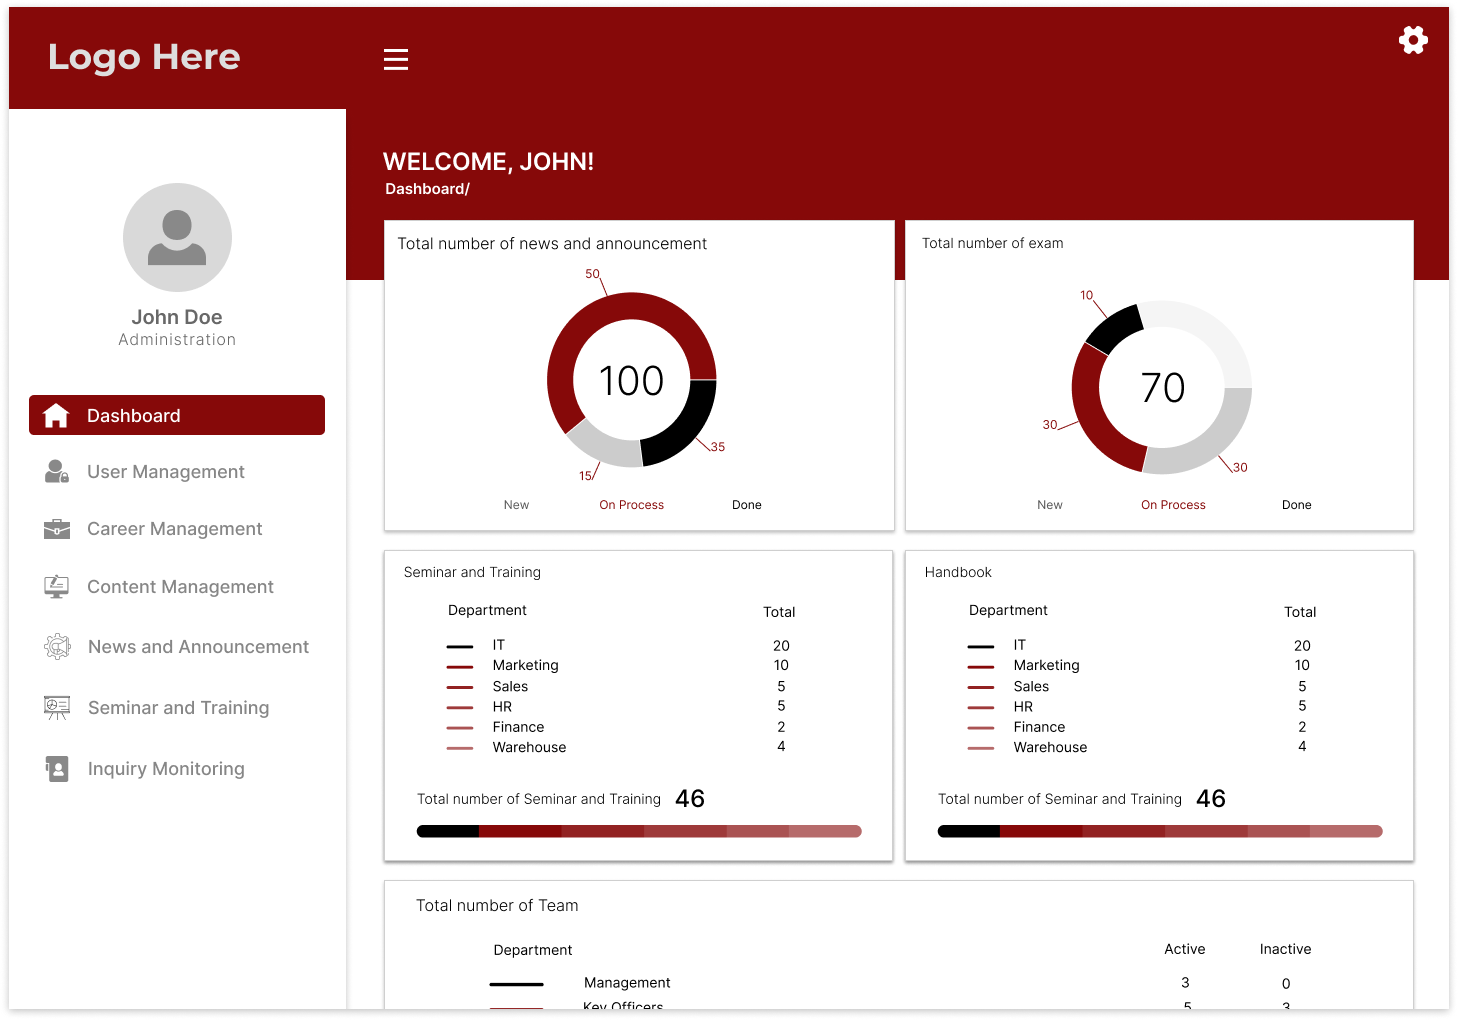 Logo Here
WELCOME, JOHN!
Dashboard/
John Doe
Administration
Dashboard
User Management
Career Management
Content Management
News and Announcement
Seminar and Training
Inquiry Monitoring
Total number of news and announcement
50
100
35
15
New On Process Done
Total number of exam
10
70
30
30
New On Process Done
Seminar and Training
Department Total
IT 20
Marketing 10
Sales 5
HR 5
Finance 2
Warehouse 4
Total number of Seminar and Training 46
Handbook
Department Total
IT 20
Marketing 10
Sales 5
HR 5
Finance 2
Warehouse 4
Total number of Seminar and Training 46
Total number of Team
Department Active Inactive
Management 3 0
Key Officers 5 3